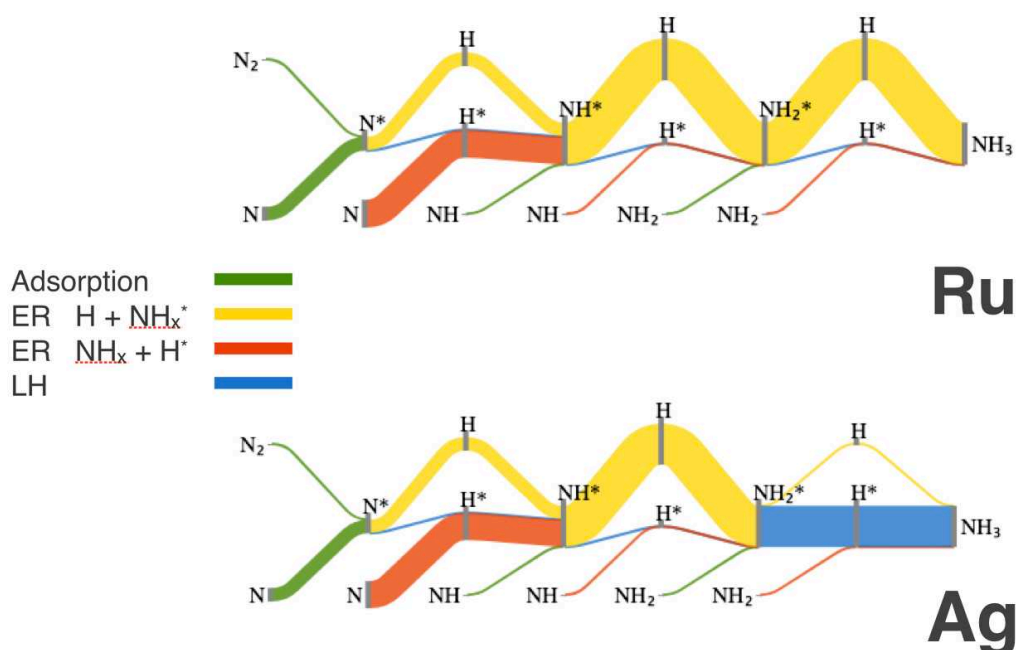 H H H
N₂
N* H* NH* H* NH₂* H* NH₃
N N NH NH NH₂ NH₂
Ru
Adsorption
ER H + NHₓ*
ER NHₓ + H*
LH
H H H
N₂
N* H* NH* H* NH₂* H* NH₃
N N NH NH NH₂ NH₂
Ag